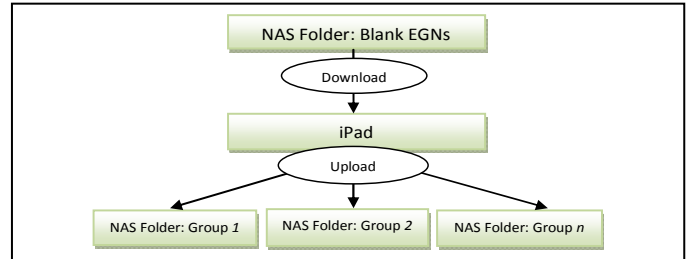 NAS Folder: Blank EGNs
Download
iPad
Upload
NAS Folder: Group 1
NAS Folder: Group 2
NAS Folder: Group n